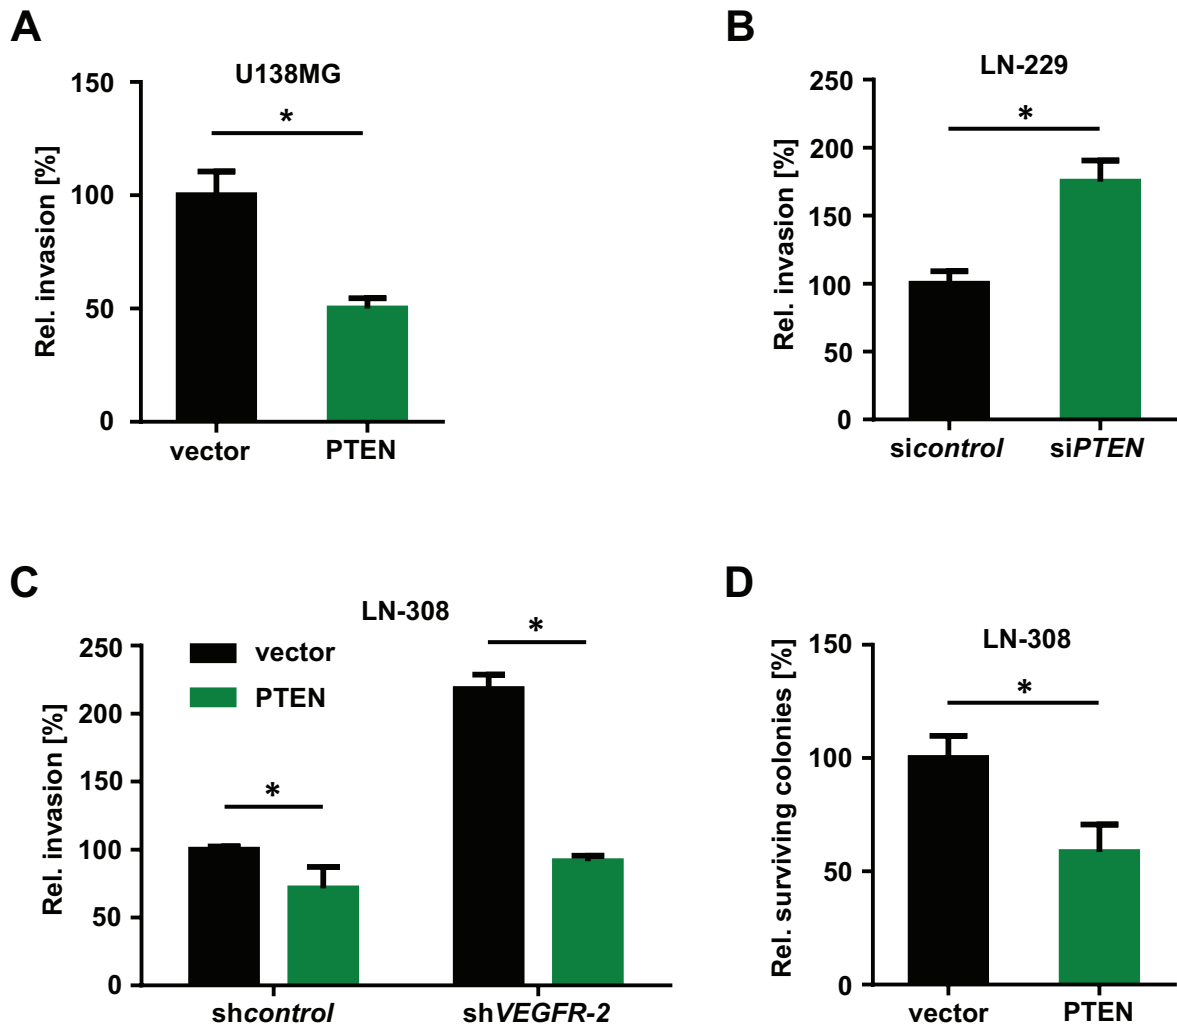 A
U138MG
Rel. invasion [%]
150
100
50
0
*
vector
PTEN
B
LN-229
Rel. invasion [%]
250
200
150
100
50
0
*
sicontrol
siPTEN
C
LN-308
Rel. invasion [%]
250
200
150
100
50
0
vector
PTEN
*
*
shcontrol
shVEGFR-2
D
LN-308
Rel. surviving colonies [%]
150
100
50
0
*
vector
PTEN